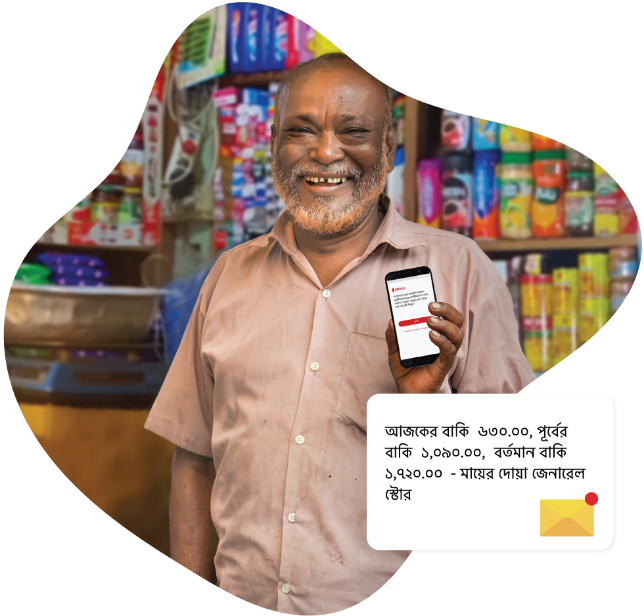 আজকের বাকি ৬৩০.০০, পূর্বের
বাকি ১,০৯০.০০, বর্তমান বাকি
১,৭২০.০০ - মায়ের দোয়া জেনারেল
স্টোর